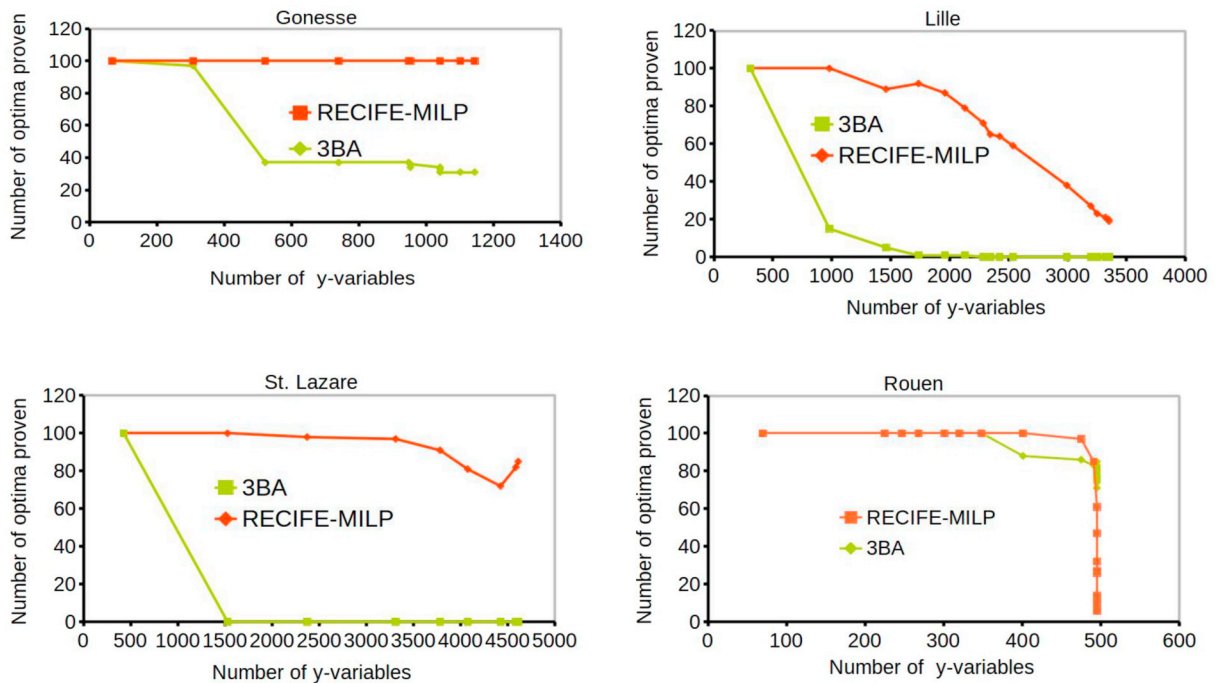 Gonesse
Number of optima proven
120
100
80
60
40
20
0
RECIFE-MILP
3BA
0 200 400 600 800 1000 1200 1400
Number of y-variables
Lille
Number of optima proven
120
100
80
60
40
20
0
3BA
RECIFE-MILP
0 500 1000 1500 2000 2500 3000 3500 4000
Number of y-variables
St. Lazare
Number of optima proven
120
100
80
60
40
20
0
3BA
RECIFE-MILP
0 500 1000 1500 2000 2500 3000 3500 4000 4500 5000
Number of y-variables
Rouen
Number of optima proven
120
100
80
60
40
20
0
RECIFE-MILP
3BA
0 100 200 300 400 500 600
Number of y-variables